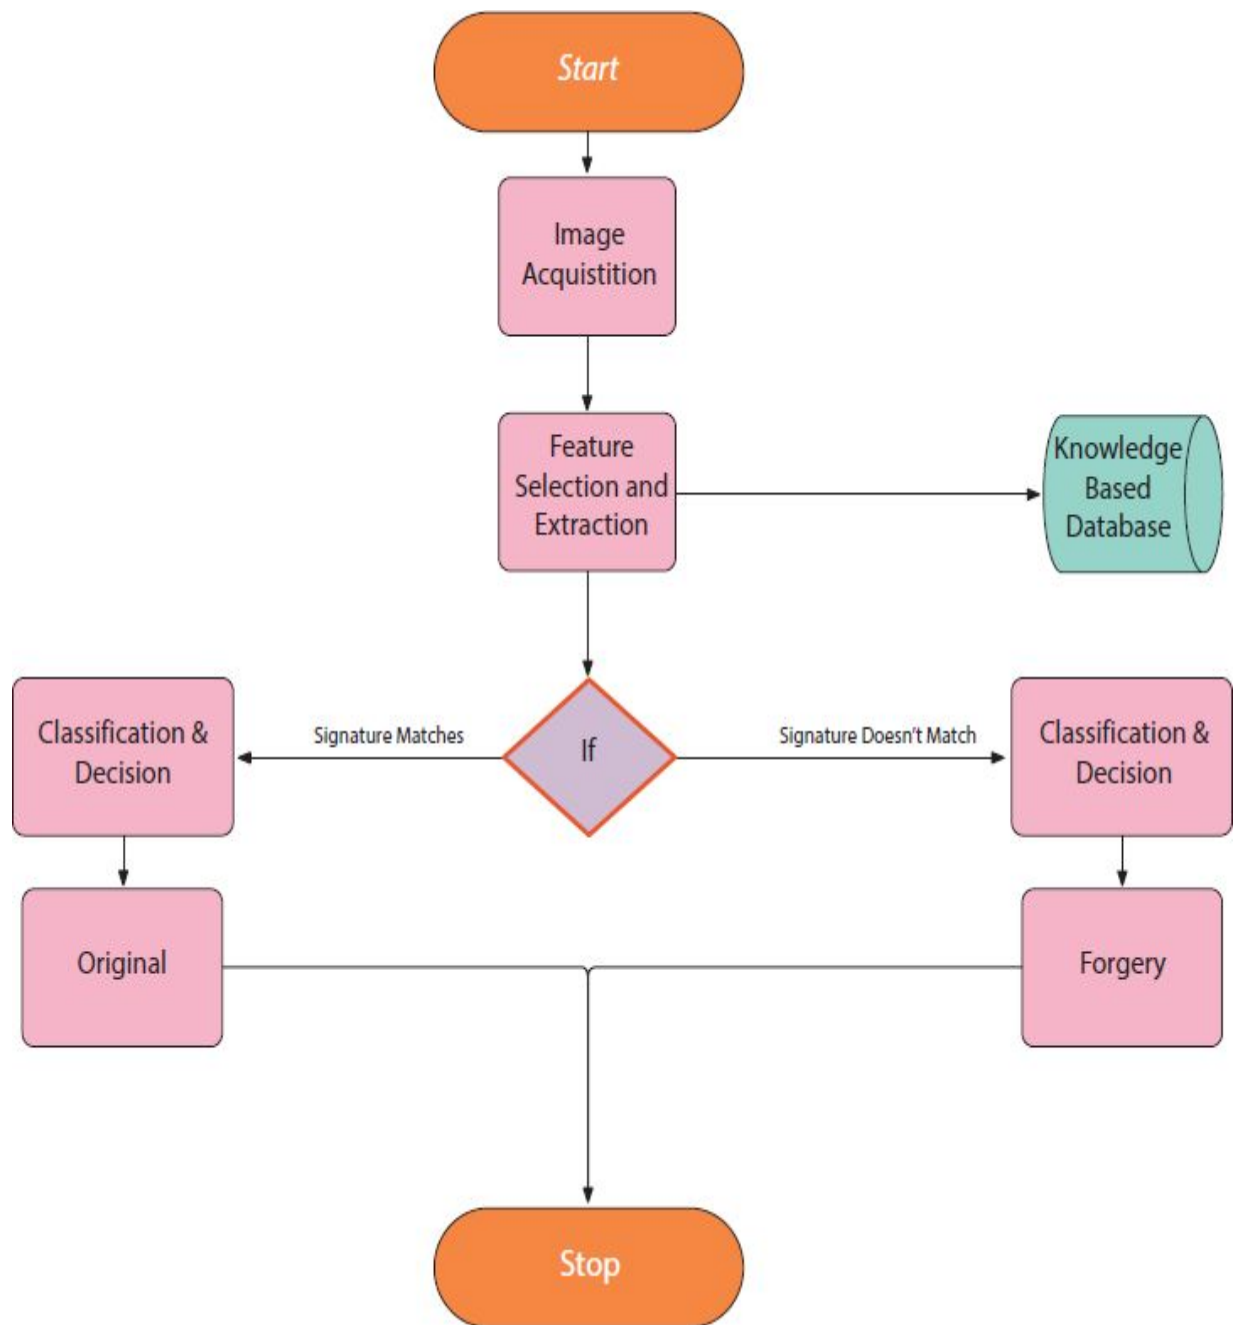 Start
Image
Acquistition
Feature
Selection and
Extraction
Knowledge
Based
Database
Classification &
Decision
Signature Matches
If
Signature Doesn't Match
Classification &
Decision
Original
Forgery
Stop